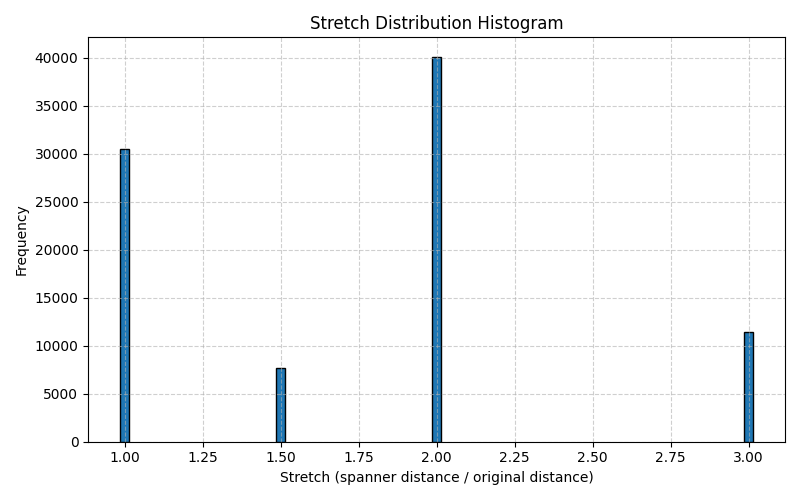 Stretch Distribution Histogram
40000
35000
30000
25000
20000
15000
10000
5000
0
Frequency
1.00 1.25 1.50 1.75 2.00 2.25 2.50 2.75 3.00
Stretch (spanner distance / original distance)